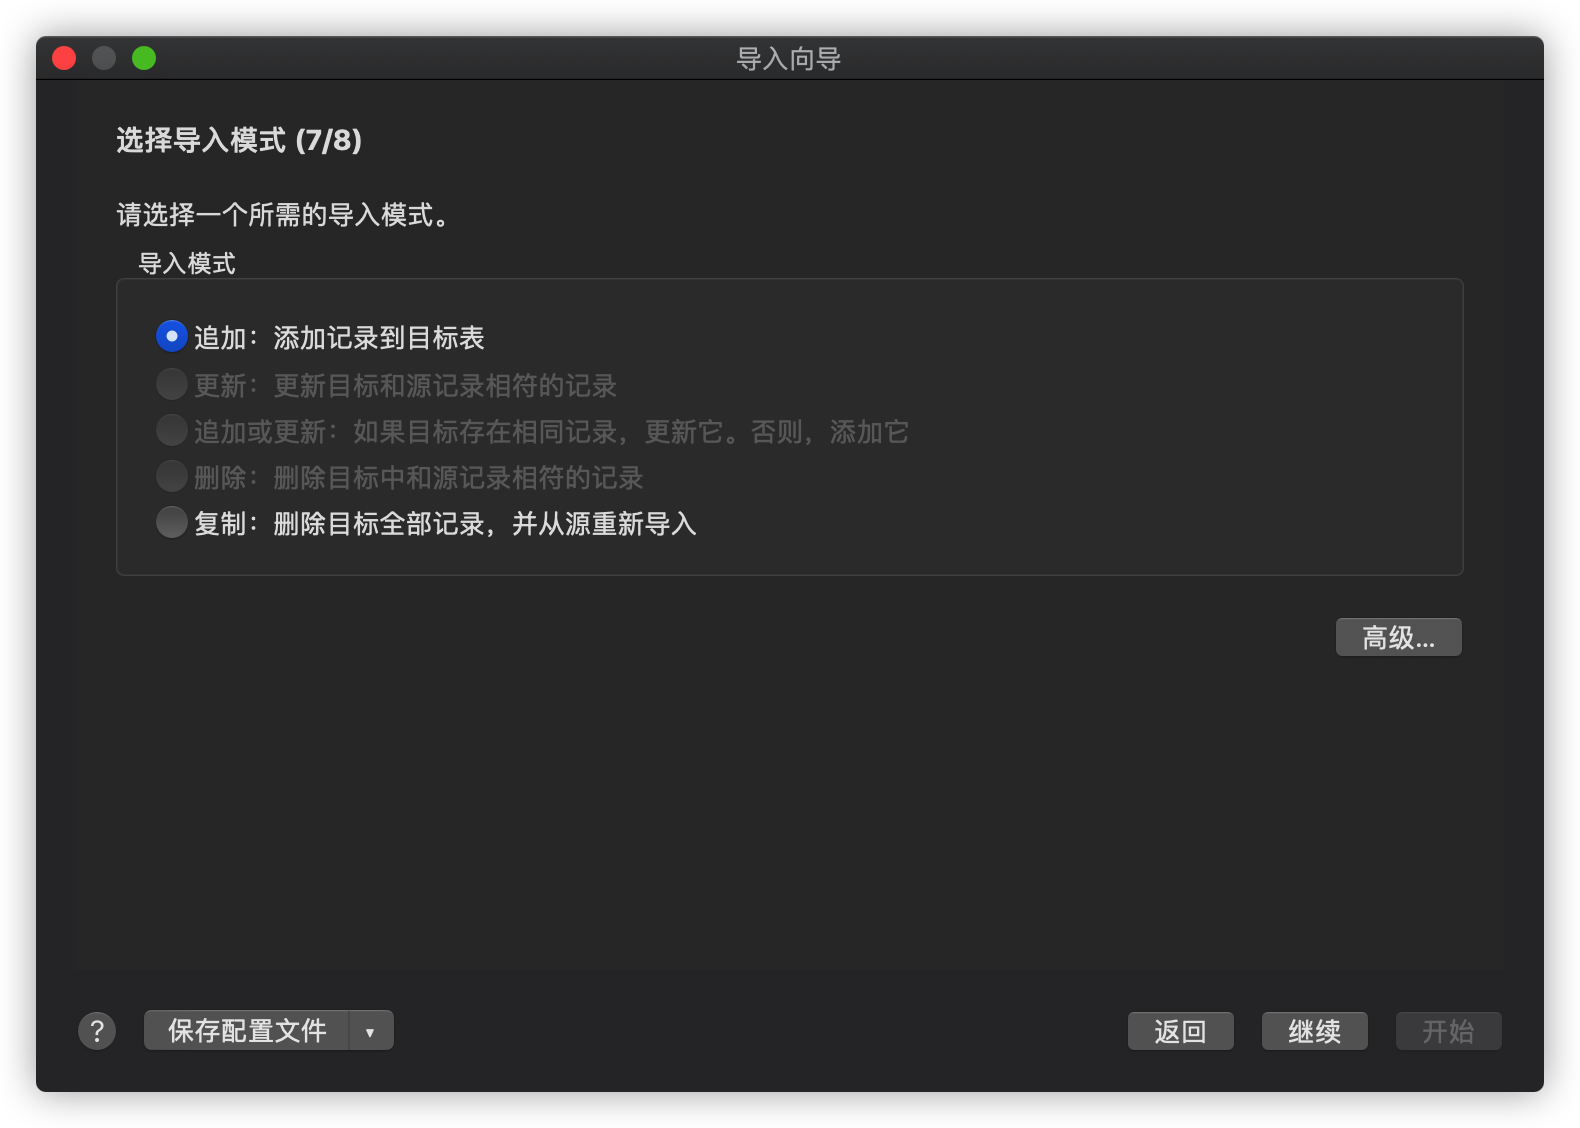 导入向导
选择导入模式 (7/8)
请选择一个所需的导入模式。
导入模式
追加：添加记录到目标表
更新：更新目标和源记录相符的记录
追加或更新：如果目标存在相同记录，更新它。否则，添加它
删除：删除目标中和源记录相符的记录
复制：删除目标全部记录，并从源重新导入
高级...
? 保存配置文件 ▼ 返回 继续 开始